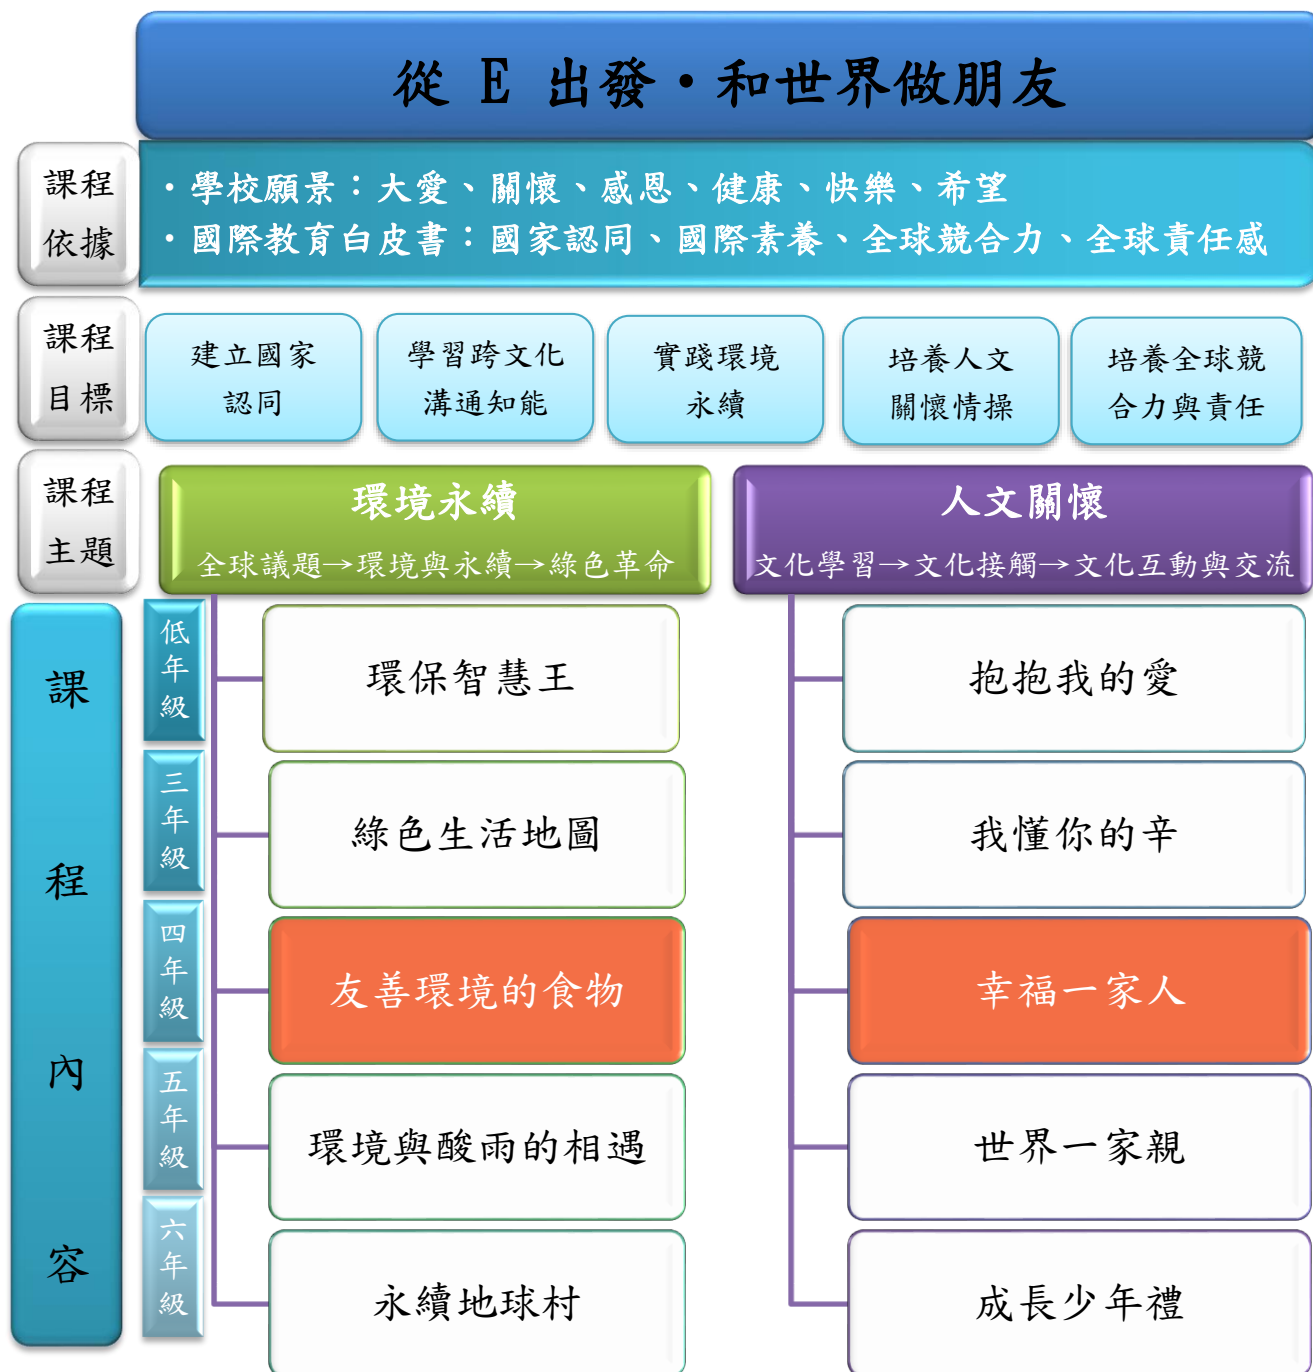 從 E 出發・和世界做朋友
課程
依據
・學校願景：大愛、關懷、感恩、健康、快樂、希望
・國際教育白皮書：國家認同、國際素養、全球競合力、全球責任感
課程
目標
建立國家
認同
學習跨文化
溝通知能
實踐環境
永續
培養人文
關懷情操
培養全球競
合力與責任
課程
主題
環境永續
全球議題→環境與永續→綠色革命
人文關懷
文化學習→文化接觸→文化互動與交流
課程內容
低年級
環保智慧王
抱抱我的愛
三年級
綠色生活地圖
我懂你的辛
四年級
友善環境的食物
幸福一家人
五年級
環境與酸雨的相遇
世界一家親
六年級
永續地球村
成長少年禮